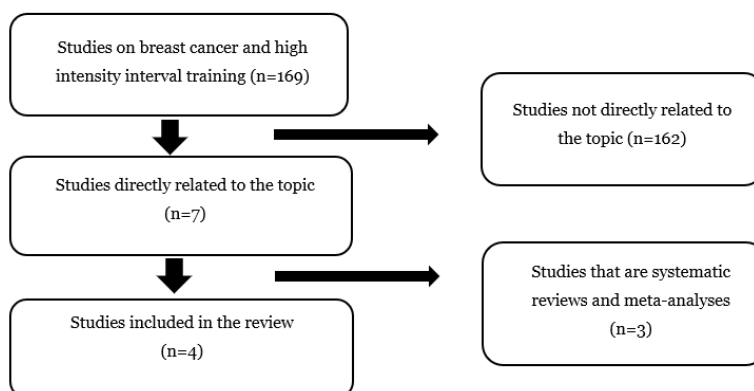 Studies on breast cancer and high
intensity interval training (n=169)
Studies not directly related to
the topic (n=162)
Studies directly related to the topic
(n=7)
Studies that are systematic
reviews and meta-analyses
(n=3)
Studies included in the review
(n=4)